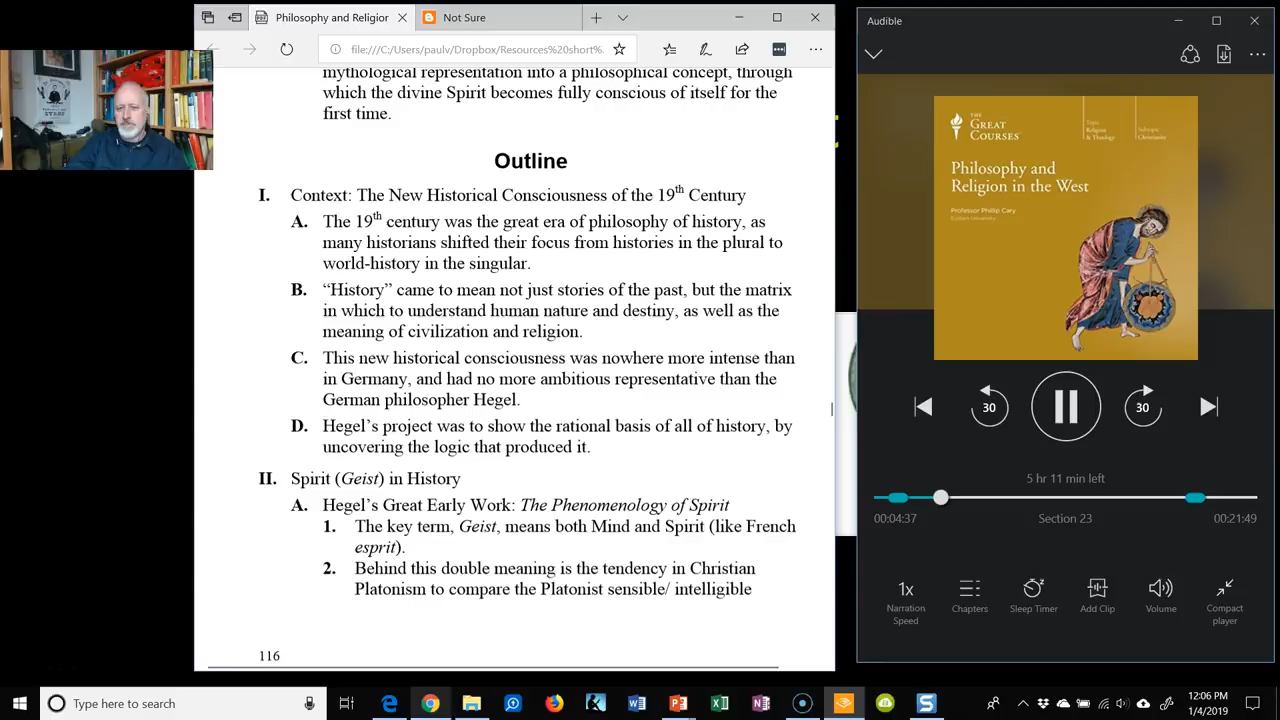 Philosophy and Religior
Not Sure
file:///C:/Users/paulv/Dropbox/Resources%20short%.
mythological representation into a philosophical concept, through
which the divine Spirit becomes fully conscious of itself for the
first time.
Outline
I. Context: The New Historical Consciousness of the 19th Century
A. The 19th century was the great era of philosophy of history, as
many historians shifted their focus from histories in the plural to
world-history in the singular.
B. “History” came to mean not just stories of the past, but the matrix
in which to understand human nature and destiny, as well as the
meaning of civilization and religion.
C. This new historical consciousness was nowhere more intense than
in Germany, and had no more ambitious representative than the
German philosopher Hegel.
D. Hegel’s project was to show the rational basis of all of history, by
uncovering the logic that produced it.
II. Spirit (Geist) in History
A. Hegel’s Great Early Work: The Phenomenology of Spirit
1. The key term, Geist, means both Mind and Spirit (like French
esprit).
2. Behind this double meaning is the tendency in Christian
Platonism to compare the Platonist sensible/ intelligible
116
Audible
THE
GREAT
COURSES
Topic
Religion
& Theology
Subtopic
Christianity
Philosophy and
Religion in the West
Professor Phillip Cary
Eastern University
30
30
5 hr 11 min left
00:04:37
Section 23
00:21:49
1x
Narration
Speed
Chapters
Sleep Timer
Add Clip
Volume
Compact
player
Type here to search
12:06 PM
1/4/2019